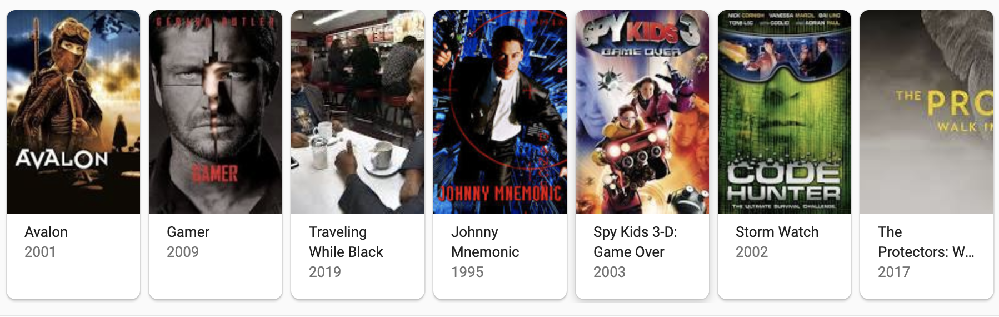 AVALON
Avalon
2001
GERARD BUTLER
GAMER
Gamer
2009
Traveling
While Black
2019
JOHNNY MNEMONIC
Johnny
Mnemonic
1995
SPY KIDS 3
GAME OVER
Spy Kids 3-D:
Game Over
2003
NICK CORNISH VANESSA MARCIL BAI LING
TONE LOC COOLIO ADRIAN PAUL
CODE
HUNTER
THE ULTIMATE SURVIVAL CHALLENGE.
Storm Watch
2002
THE PRO
WALK IN
The
Protectors: W...
2017